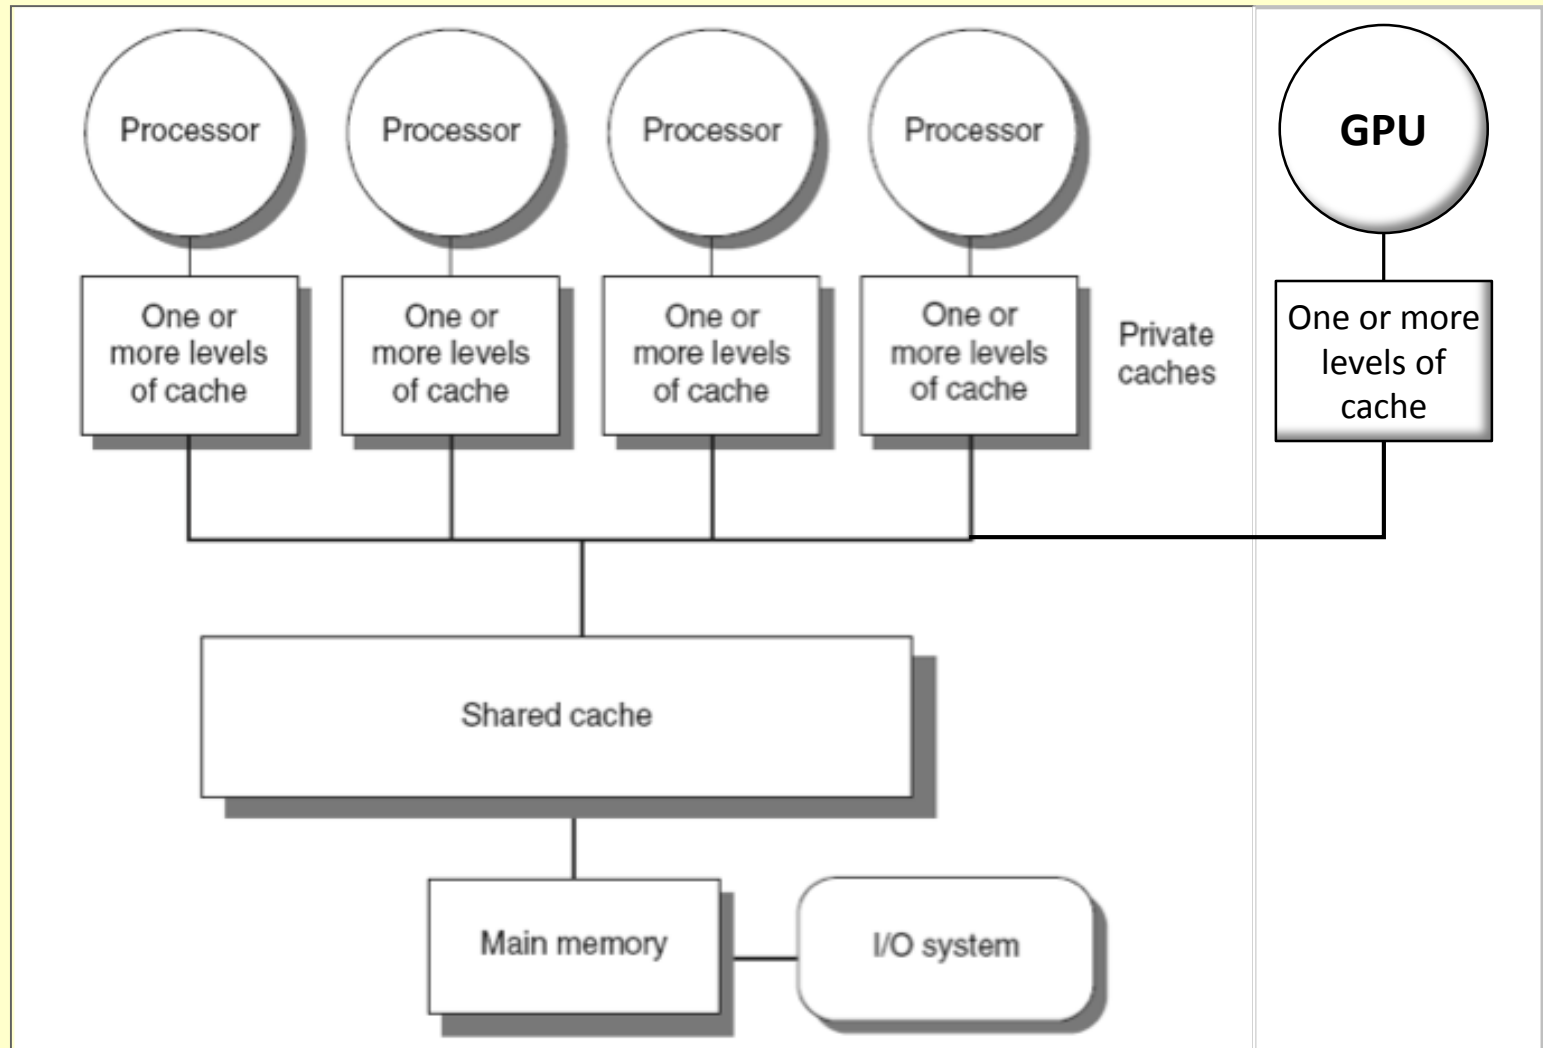 Processor
Processor
Processor
Processor
GPU
One or
more levels
of cache
One or
more levels
of cache
One or
more levels
of cache
One or
more levels
of cache
Private
caches
One or more
levels of
cache
Shared cache
Main memory
I/O system